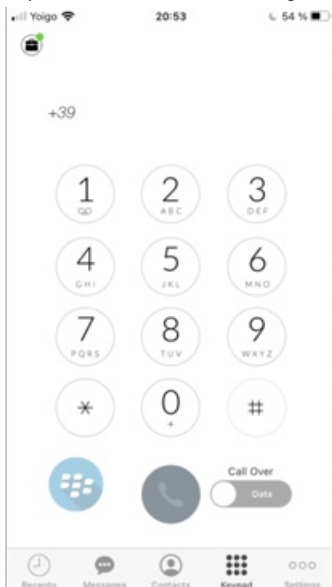 Yoigo 20:53 54 %
+39
1 2 3
ABC DEF
4 5 6
GHI JKL MNO
7 8 9
PQRS TUV WXYZ
* 0 #
+
Call Over
Data
Recents Messages Contacts Keypad Settings